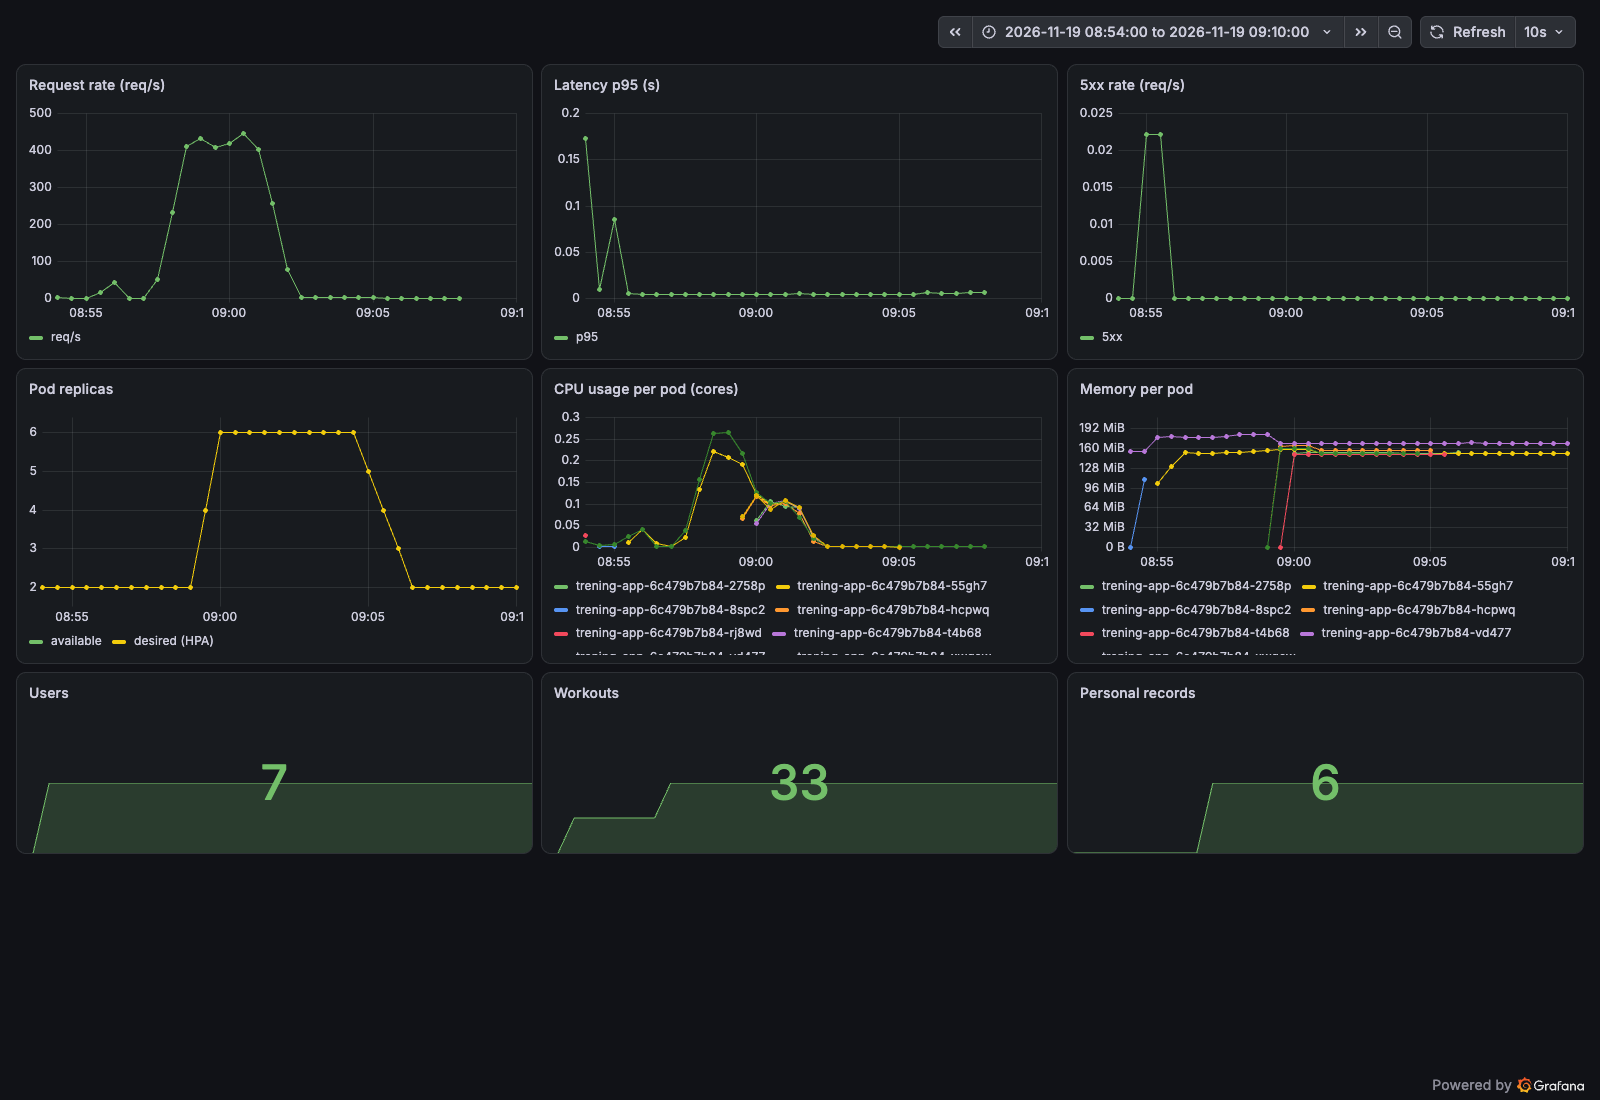 2026-11-19 08:54:00 to 2026-11-19 09:10:00
Refresh 10s
Request rate (req/s)
500
400
300
200
100
0
08:55 09:00 09:05 09:1
req/s
Latency p95 (s)
0.2
0.15
0.1
0.05
0
08:55 09:00 09:05 09:1
p95
5xx rate (req/s)
0.025
0.02
0.015
0.01
0.005
0
08:55 09:00 09:05 09:1
5xx
Pod replicas
6
5
4
3
2
08:55 09:00 09:05 09:1
available desired (HPA)
CPU usage per pod (cores)
0.3
0.25
0.2
0.15
0.1
0.05
0
08:55 09:00 09:05 09:1
trening-app-6c479b7b84-2758p trening-app-6c479b7b84-55gh7
trening-app-6c479b7b84-8spc2 trening-app-6c479b7b84-hcpwq
trening-app-6c479b7b84-rj8wd trening-app-6c479b7b84-t4b68
Memory per pod
192 MiB
160 MiB
128 MiB
96 MiB
64 MiB
32 MiB
0 B
08:55 09:00 09:05 09:1
trening-app-6c479b7b84-2758p trening-app-6c479b7b84-55gh7
trening-app-6c479b7b84-8spc2 trening-app-6c479b7b84-hcpwq
trening-app-6c479b7b84-t4b68 trening-app-6c479b7b84-vd477
Users
7
Workouts
33
Personal records
6
Powered by Grafana